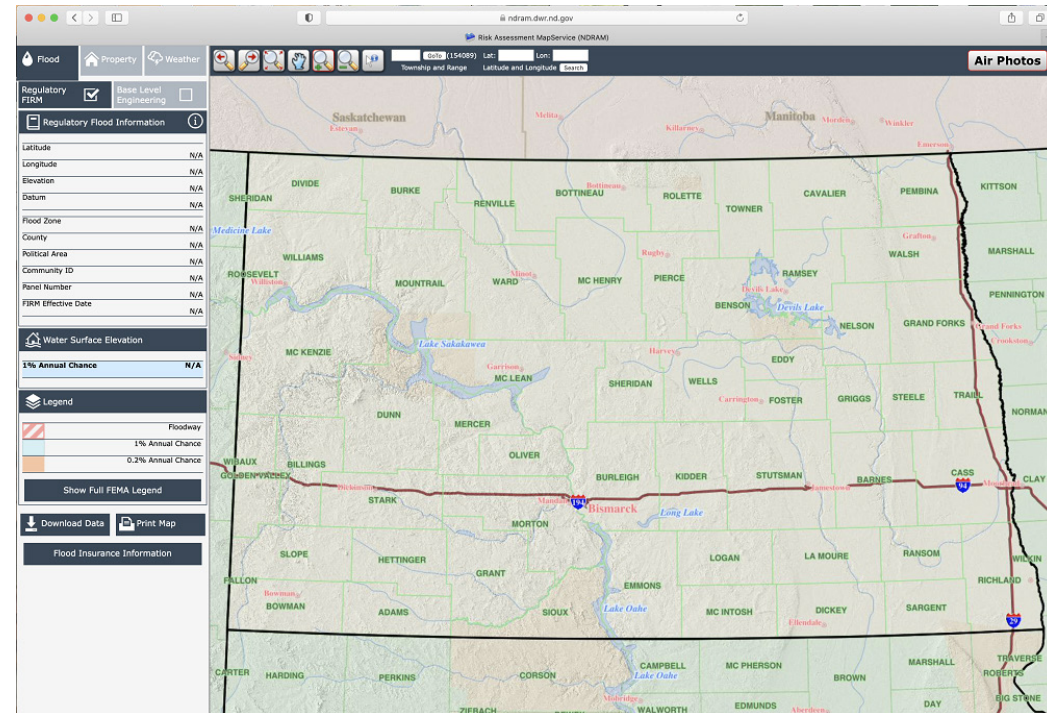 ndram.dwr.nd.gov
Risk Assessment MapService (NDRAM)
Flood
Property
Weather
GoTo
(154089)
Lat:
Lon:
Township and Range
Latitude and Longitude
Search
Air Photos
Regulatory FIRM
Base Level Engineering
Regulatory Flood Information
Latitude
N/A
Longitude
N/A
Elevation
N/A
Datum
N/A
Flood Zone
N/A
County
N/A
Political Area
N/A
Community ID
N/A
Panel Number
N/A
FIRM Effective Date
N/A
Water Surface Elevation
1% Annual Chance N/A
Legend
Floodway
1% Annual Chance
0.2% Annual Chance
Show Full FEMA Legend
Download Data
Print Map
Flood Insurance Information
Saskatchewan
Estevan
Melita
Killarney
Manitoba
Morden
Winkler
Emerson
SHERIDAN
DIVIDE
BURKE
RENVILLE
BOTTINEAU
Bottineau
ROLETTE
TOWNER
CAVALIER
PEMBINA
KITTSON
Medicine Lake
WILLIAMS
ROOSEVELT
Williston
MOUNTRAIL
WARD
Minot
MC HENRY
Rugby
PIERCE
RAMSEY
Devils Lake
BENSON
Devils Lake
Grafton
WALSH
MARSHALL
PENNINGTON
NELSON
GRAND FORKS
Grand Forks
Crookston
Sidney
MC KENZIE
Lake Sakakawea
Garrison
MC LEAN
Harvey
SHERIDAN
WELLS
EDDY
Carrington
FOSTER
GRIGGS
STEELE
TRAILL
NORMAN
DUNN
MERCER
OLIVER
WIBAUX
GOLDEN VALLEY
BILLINGS
Dickinson
STARK
BURLEIGH
KIDDER
STUTSMAN
Jamestown
BARNES
CASS
94
CLAY
Mandan
194
Bismarck
Long Lake
MORTON
SLOPE
HETTINGER
GRANT
EMMONS
LOGAN
LA MOURE
RANSOM
WILKIN
RICHLAND
FALLON
Bowman
BOWMAN
ADAMS
SIOUX
Lake Oahe
MC INTOSH
DICKEY
Ellendale
SARGENT
29
CARTER
HARDING
PERKINS
CORSON
CAMPBELL
Lake Oahe
MC PHERSON
BROWN
MARSHALL
TRAVERSE
ROBERTS
Mobridge
WALWORTH
EDMUNDS
Aberdeen
DAY
BIG STONE
ZIEBACH